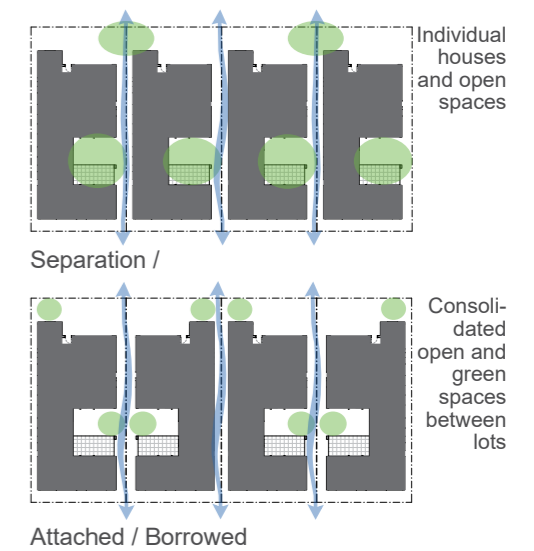 Individual
houses
and open
spaces
Separation /
Consoli-
dated
open and
green
spaces
between
lots
Attached / Borrowed